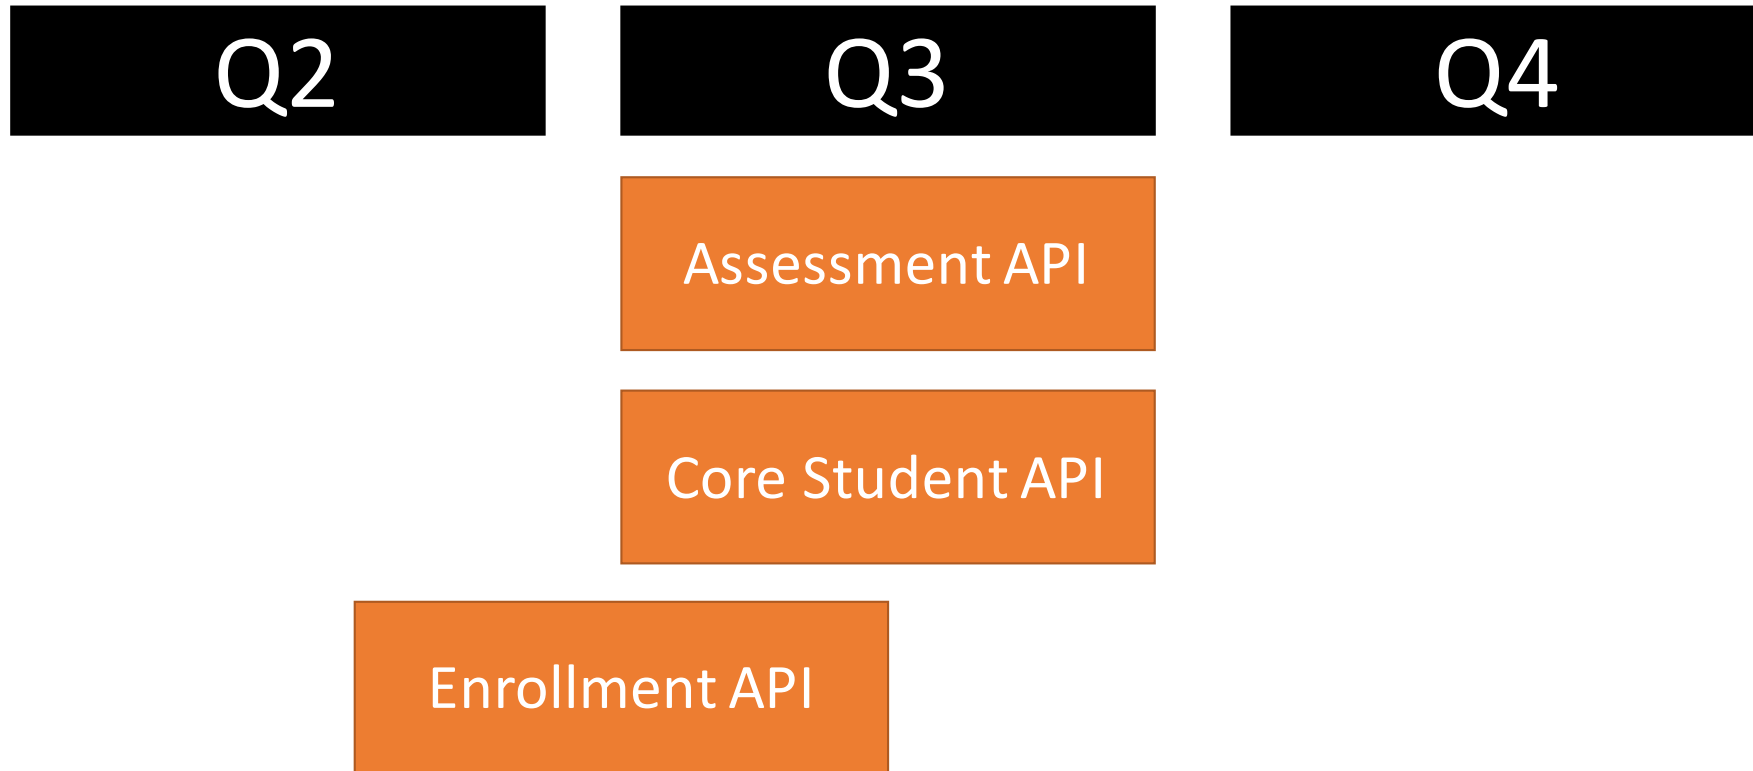 Q2
Q3
Q4
Assessment API
Core Student API
Enrollment API